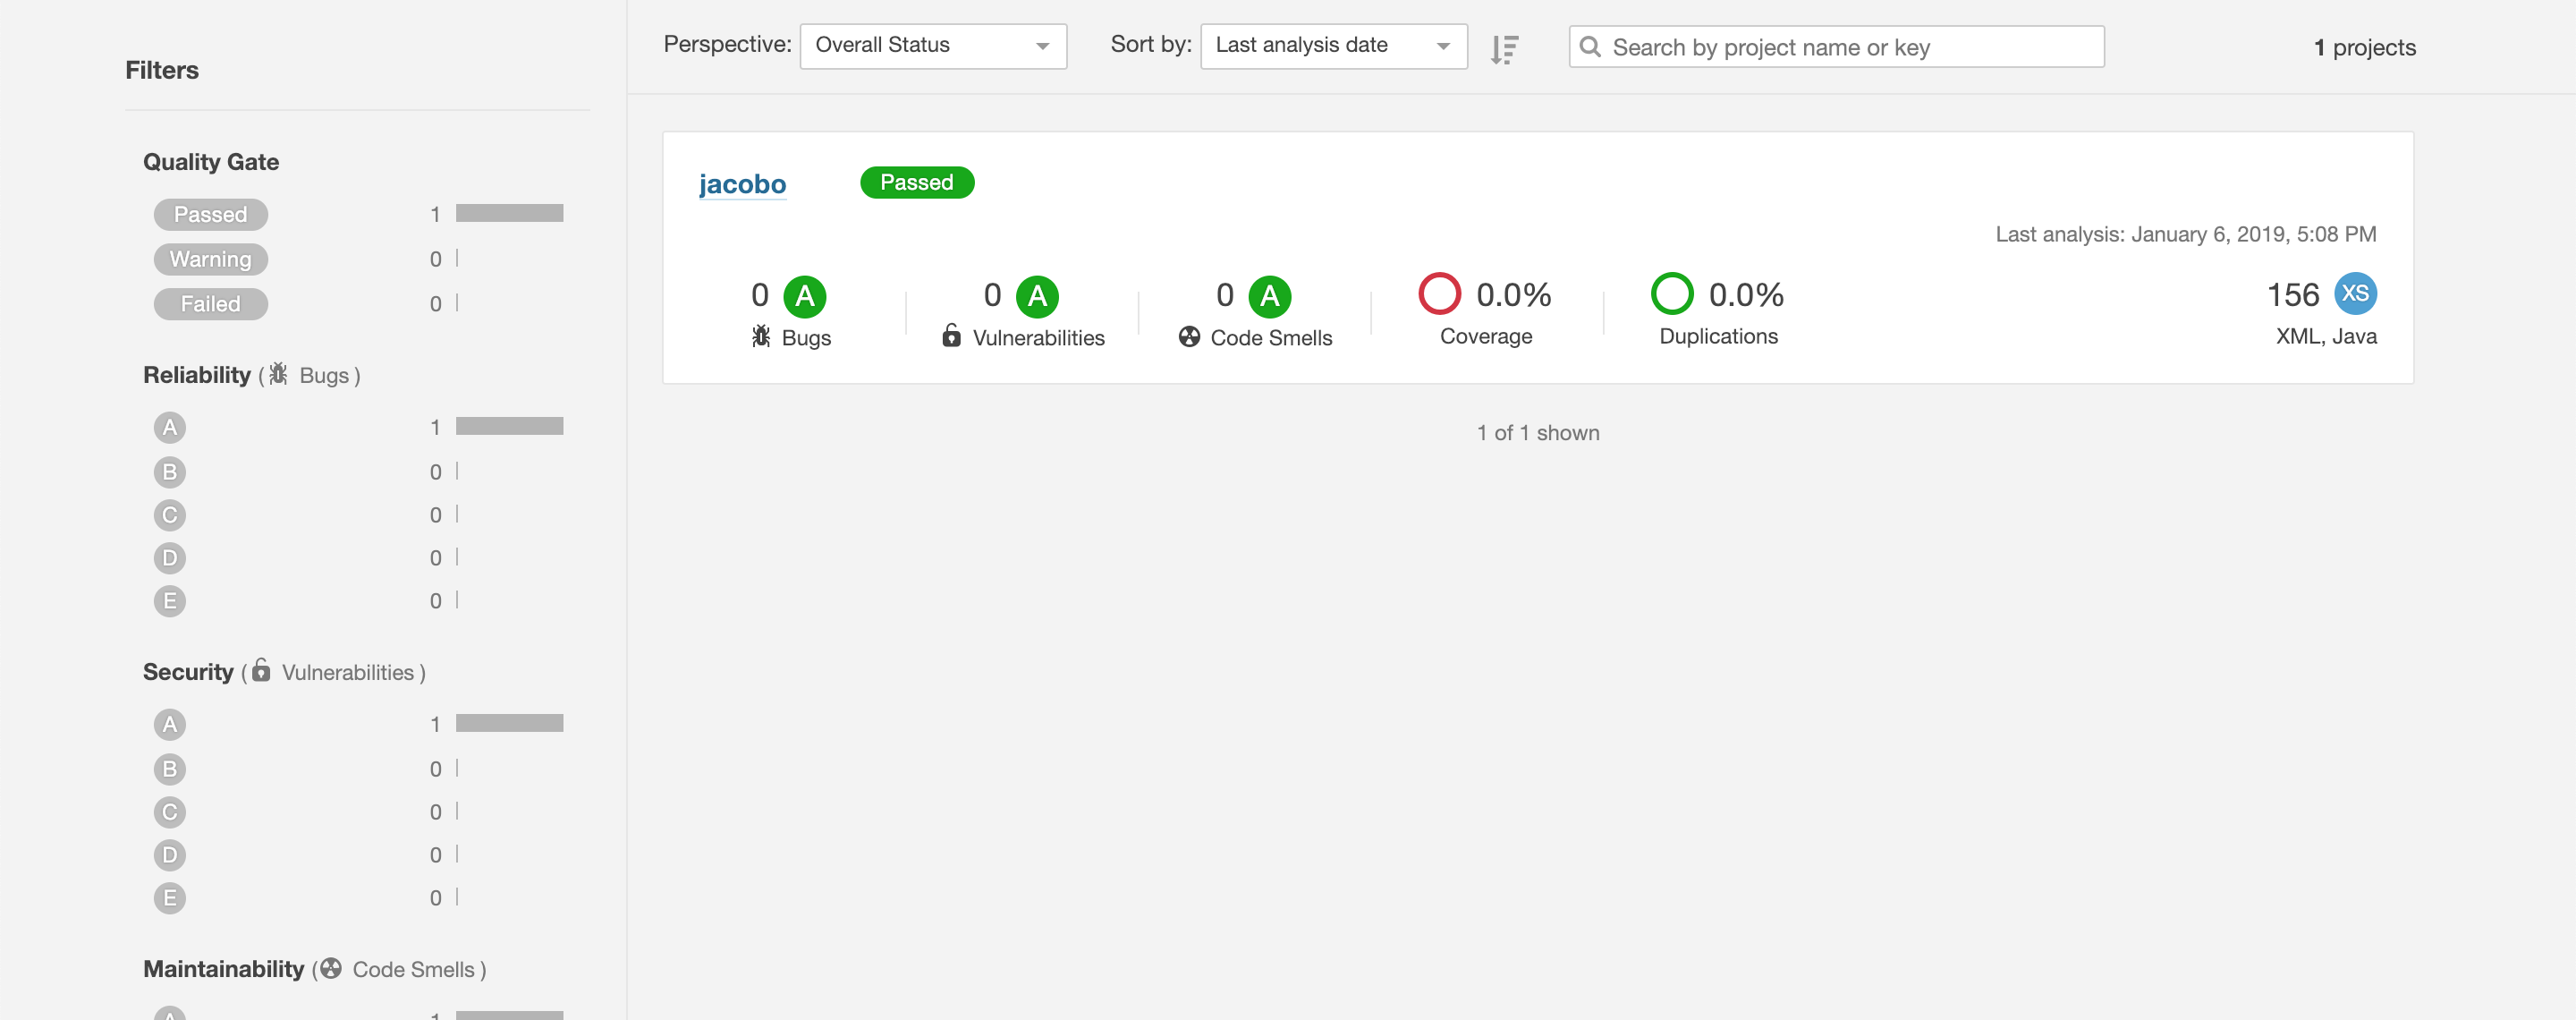 Filters
Quality Gate
Passed 1
Warning 0
Failed 0
Reliability ( Bugs )
A 1
B 0
C 0
D 0
E 0
Security ( Vulnerabilities )
A 1
B 0
C 0
D 0
E 0
Maintainability ( Code Smells )
A 1
Perspective: Overall Status Sort by: Last analysis date Search by project name or key 1 projects
jacobo Passed
Last analysis: January 6, 2019, 5:08 PM
0 A 0 A 0 A 0.0% 0.0% 156 XS
Bugs Vulnerabilities Code Smells Coverage Duplications XML, Java
1 of 1 shown